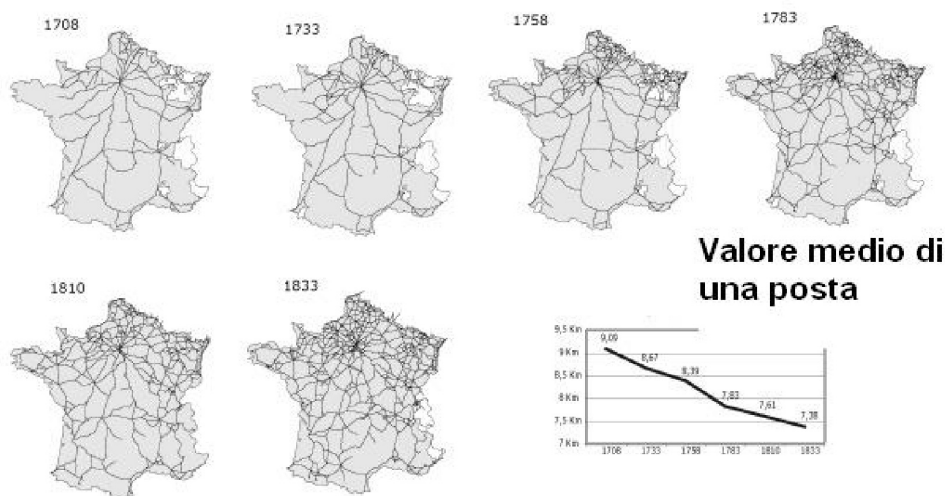 1708
1733
1758
1783
Valore medio di
una posta
1810
1833
9,5 Km
9 Km
8,5 Km
8 Km
7,5 Km
7 Km
9,09
8,67
8,39
7,83
7,61
7,38
1708 1733 1758 1783 1810 1833